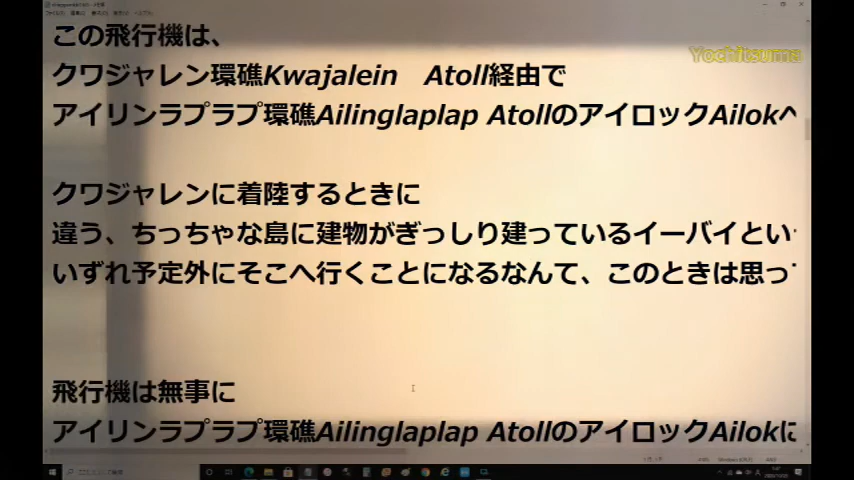 Yochitsuma
この飛行機は、
クワジャレン環礁Kwajalein Atoll経由で
アイリンラプラプ環礁Ailinglaplap AtollのアイロックAilokへ
クワジャレンに着陸するときに
違う、ちっちゃな島に建物がぎっしり建っているイーバイとい
いずれ予定外にそこへ行くことになるなんて、このときは思っ
飛行機は無事に
アイリンラプラプ環礁Ailinglaplap AtollのアイロックAilokに